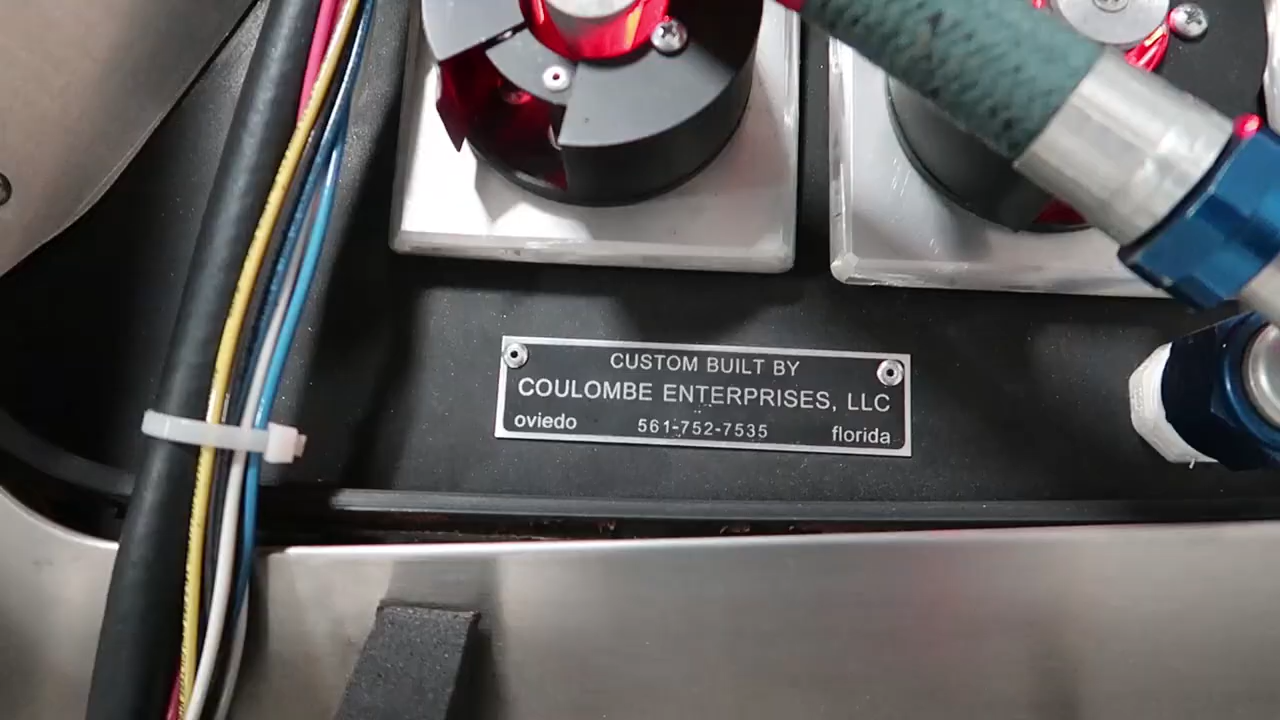 CUSTOM BUILT BY
COULOMBE ENTERPRISES, LLC
oviedo 561-752-7535 florida